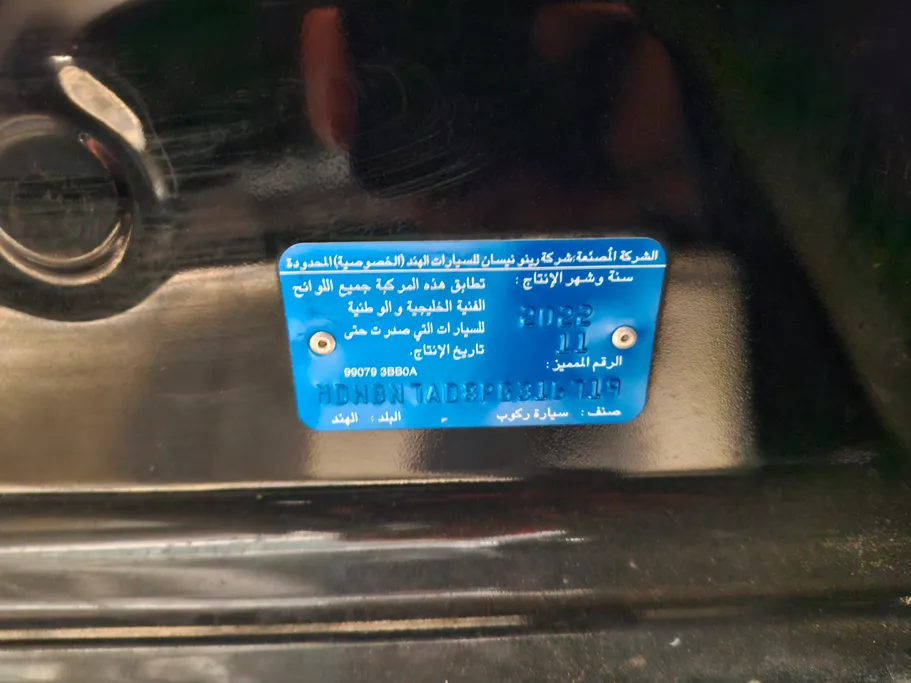 الشركة المصنعة: شركة رينو نيسان للسيارات الهند (الخصوصية) المحدودة
سنة وشهر الإنتاج:
2022
11
تطابق هذه المركبة جميع اللوائح
الفنية الخليجية والوطنية
للسيارات التي صدرت حتى
تاريخ الإنتاج.
الرقم المميز:
99079 3BB0A
صنف: سيارة ركوب البلد: الهند